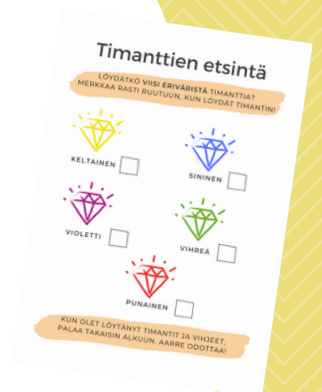 Timanttien etsintä
LÖYDÄTKÖ VIISI ERIVÄRISTÄ TIMANTTIA?
MERKKAA RASTI RUUTUUN, KUN LÖYDÄT TIMANTIN!
KELTAINEN
SININEN
VIOLETTI
VIHREÄ
PUNAINEN
KUN OLET LÖYTÄNYT TIMANTIT JA VIHJEET,
PALAA TAKAISIN ALKUUN. AARRE ODOTTAA!